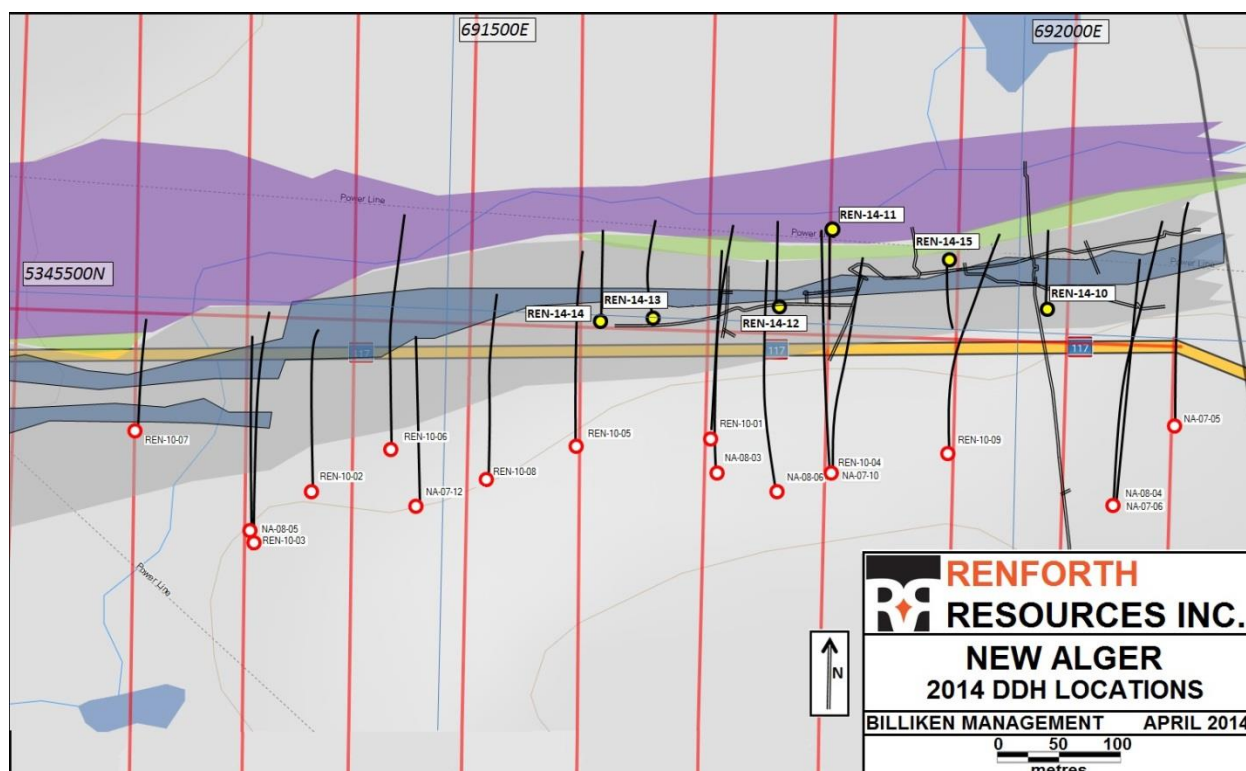 691500E
692000E
Power Line
REN-14-11
Power
REN-14-15
5345500N
Power Line
REN-14-13
REN-14-10
REN-14-14
REN-14-12
117
117
117
REN-10-07
REN-10-06
REN-10-05
REN-10-01
REN-10-09
NA-07-05
REN-10-02
REN-10-08
NA-08-03
REN-10-04
NA-07-10
NA-07-12
NA-08-06
NA-08-04
NA-07-06
NA-08-05
REN-10-03
Power Line
RENFORTH
RESOURCES INC.
N
NEW ALGER
2014 DDH LOCATIONS
BILLIKEN MANAGEMENT APRIL 2014
0 50 100
metres